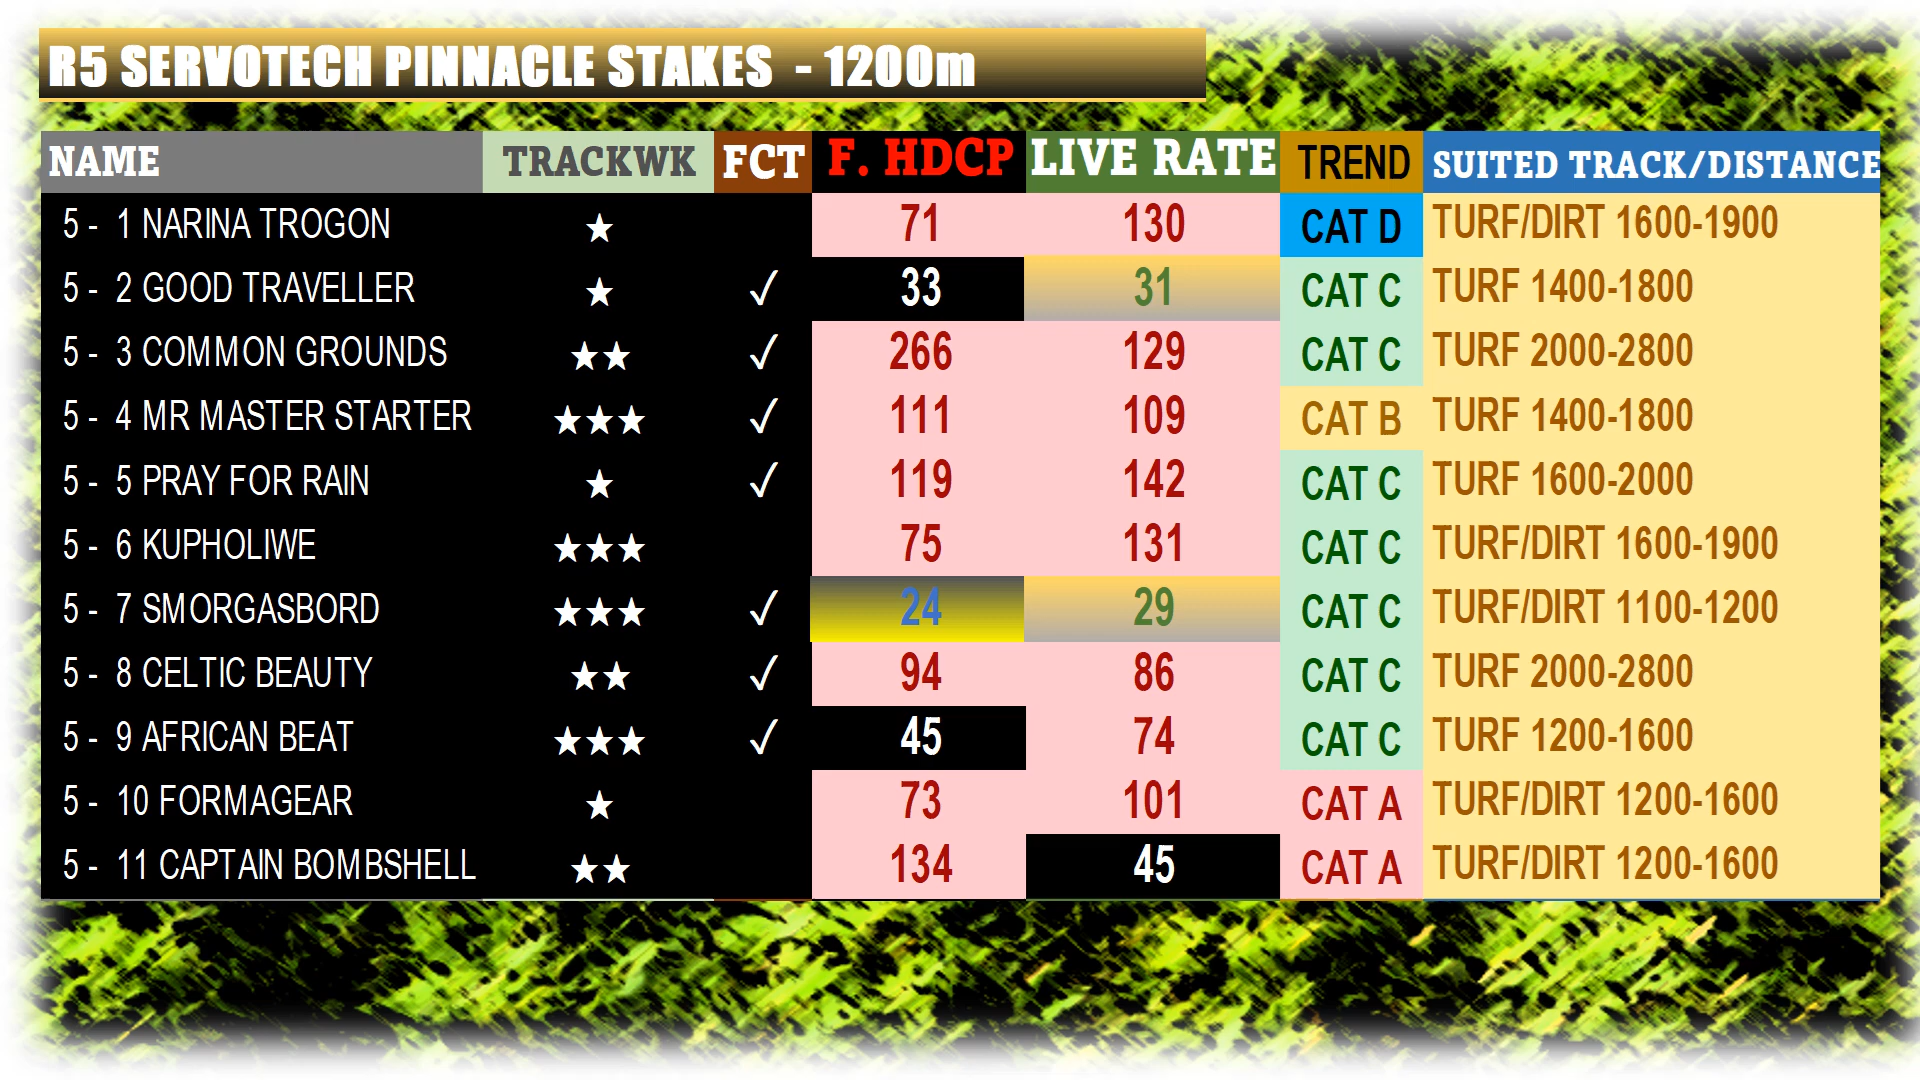 R5 SERVOTECH PINNACLE STAKES - 1200m
NAME TRACKWK FCT F. HDCP LIVE RATE TREND SUITED TRACK/DISTANCE
5 - 1 NARINA TROGON ★ 71 130 CAT D TURF/DIRT 1600-1900
5 - 2 GOOD TRAVELLER ★ ✓ 33 31 CAT C TURF 1400-1800
5 - 3 COMMON GROUNDS ★★ ✓ 266 129 CAT C TURF 2000-2800
5 - 4 MR MASTER STARTER ★★★ ✓ 111 109 CAT B TURF 1400-1800
5 - 5 PRAY FOR RAIN ★ ✓ 119 142 CAT C TURF 1600-2000
5 - 6 KUPHOLIWE ★★★ 75 131 CAT C TURF/DIRT 1600-1900
5 - 7 SMORGASBORD ★★★ ✓ 24 29 CAT C TURF/DIRT 1100-1200
5 - 8 CELTIC BEAUTY ★★ ✓ 94 86 CAT C TURF 2000-2800
5 - 9 AFRICAN BEAT ★★★ ✓ 45 74 CAT C TURF 1200-1600
5 - 10 FORMAGEAR ★ 73 101 CAT A TURF/DIRT 1200-1600
5 - 11 CAPTAIN BOMBSHELL ★★ 134 45 CAT A TURF/DIRT 1200-1600